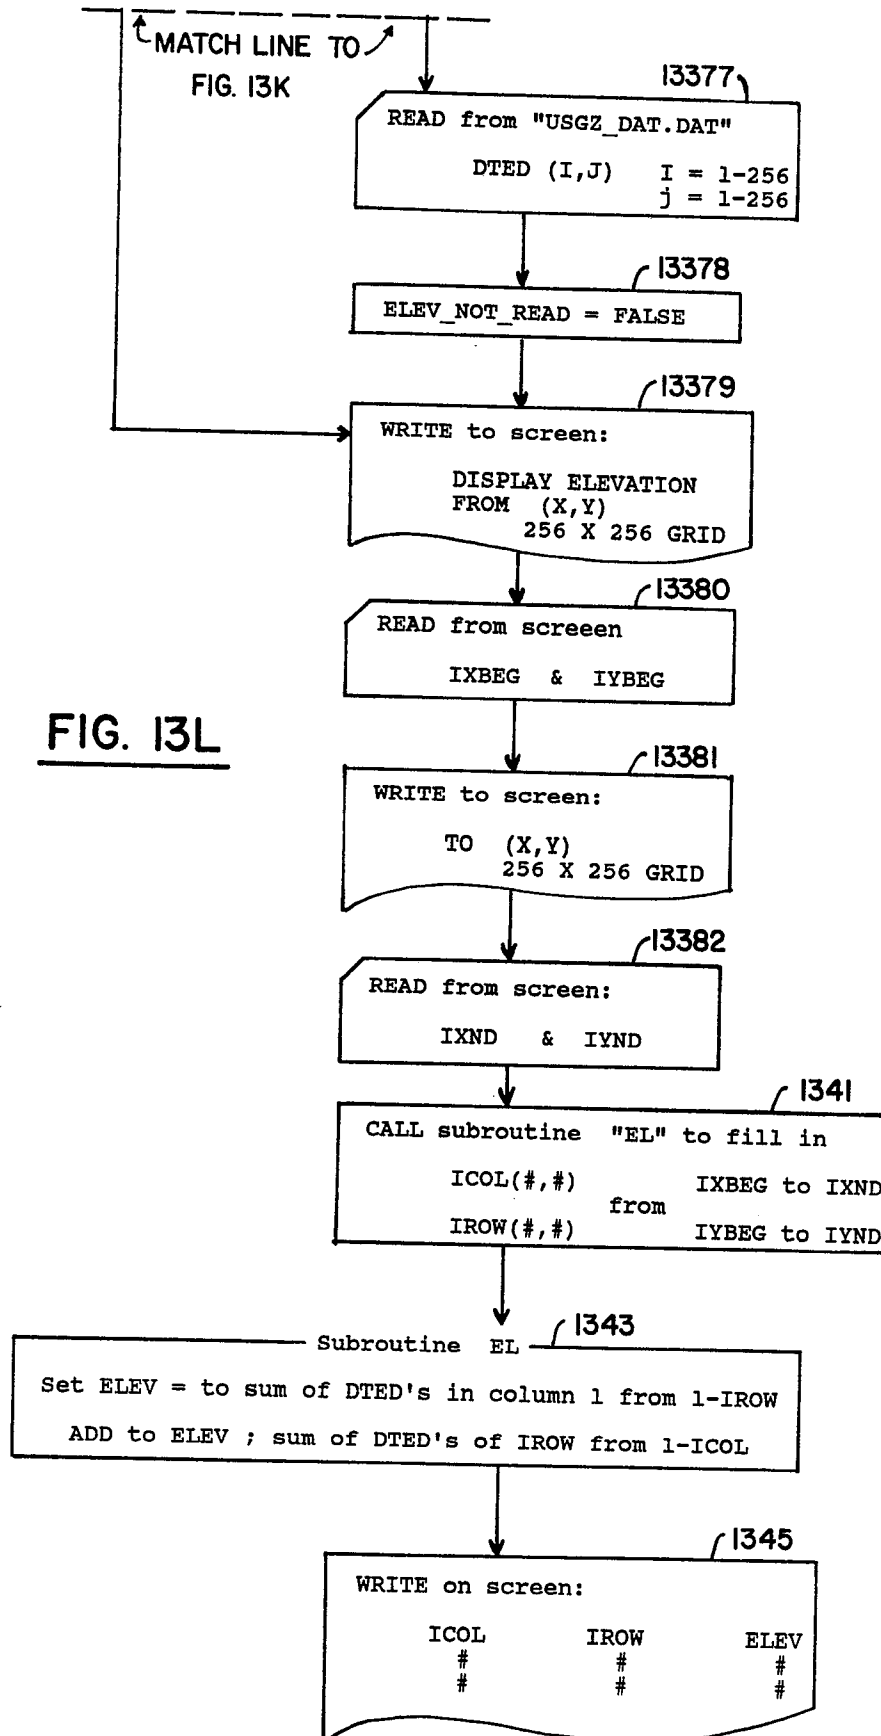 MATCH LINE TO
FIG. 13K
13377
READ from "USGZ_DAT.DAT"
DTED (I,J) I = 1-256
j = 1-256
13378
ELEV_NOT_READ = FALSE
13379
WRITE to screen:
DISPLAY ELEVATION
FROM (X,Y)
256 X 256 GRID
13380
READ from screeen
IXBEG & IYBEG
FIG. 13L
13381
WRITE to screen:
TO (X,Y)
256 X 256 GRID
13382
READ from screen:
IXND & IYND
1341
CALL subroutine "EL" to fill in
ICOL(#,#) IXBEG to IXND
from
IROW(#,#) IYBEG to IYND
1343
Subroutine EL
Set ELEV = to sum of DTED's in column 1 from 1-IROW
ADD to ELEV ; sum of DTED's of IROW from 1-ICOL
1345
WRITE on screen:
ICOL IROW ELEV
# # #
# # #